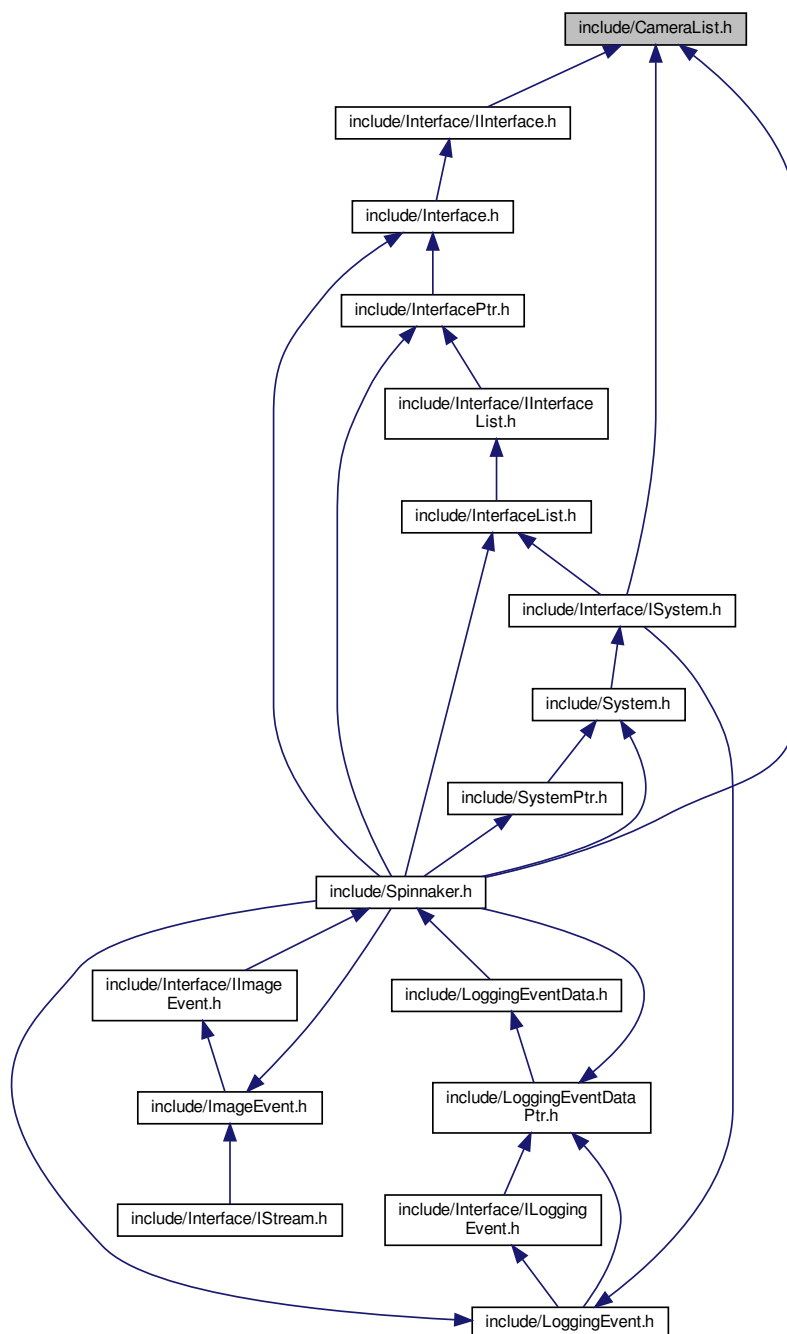 include/CameraList.h
include/Interface/IInterface.h
include/Interface.h
include/InterfacePtr.h
include/Interface/IInterface
List.h
include/InterfaceList.h
include/Interface/ISystem.h
include/System.h
include/SystemPtr.h
include/Spinnaker.h
include/Interface/IImage
Event.h
include/LoggingEventData.h
include/ImageEvent.h
include/LoggingEventData
Ptr.h
include/Interface/IStream.h
include/Interface/ILogging
Event.h
include/LoggingEvent.h